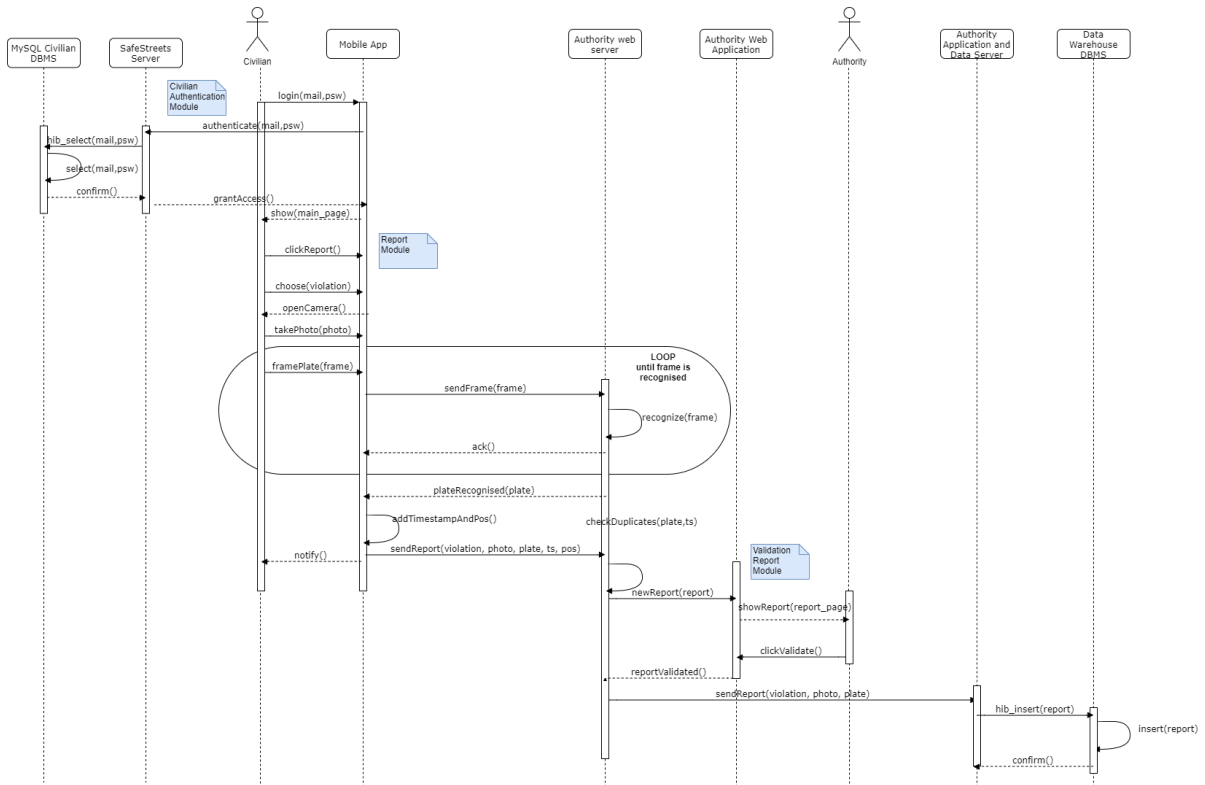 MySQL Civilian
DBMS
SafeStreets
Server
Civilian
Mobile App
Authority web
server
Authority Web
Application
Authority
Authority
Application and
Data Server
Data
Warehouse
DBMS
Civilian
Authentication
Module
login(mail,psw)
authenticate(mail,psw)
hib_select(mail,psw)
select(mail,psw)
confirm()
grantAccess()
show(main_page)
Report
Module
clickReport()
choose(violation)
openCamera()
takePhoto(photo)
LOOP
until frame is
recognised
framePlate(frame)
sendFrame(frame)
recognize(frame)
ack()
plateRecognised(plate)
addTimestampAndPos()
checkDuplicates(plate,ts)
sendReport(violation, photo, plate, ts, pos)
notify()
Validation
Report
Module
newReport(report)
showReport(report_page)
clickValidate()
reportValidated()
sendReport(violation, photo, plate)
hib_insert(report)
insert(report)
confirm()